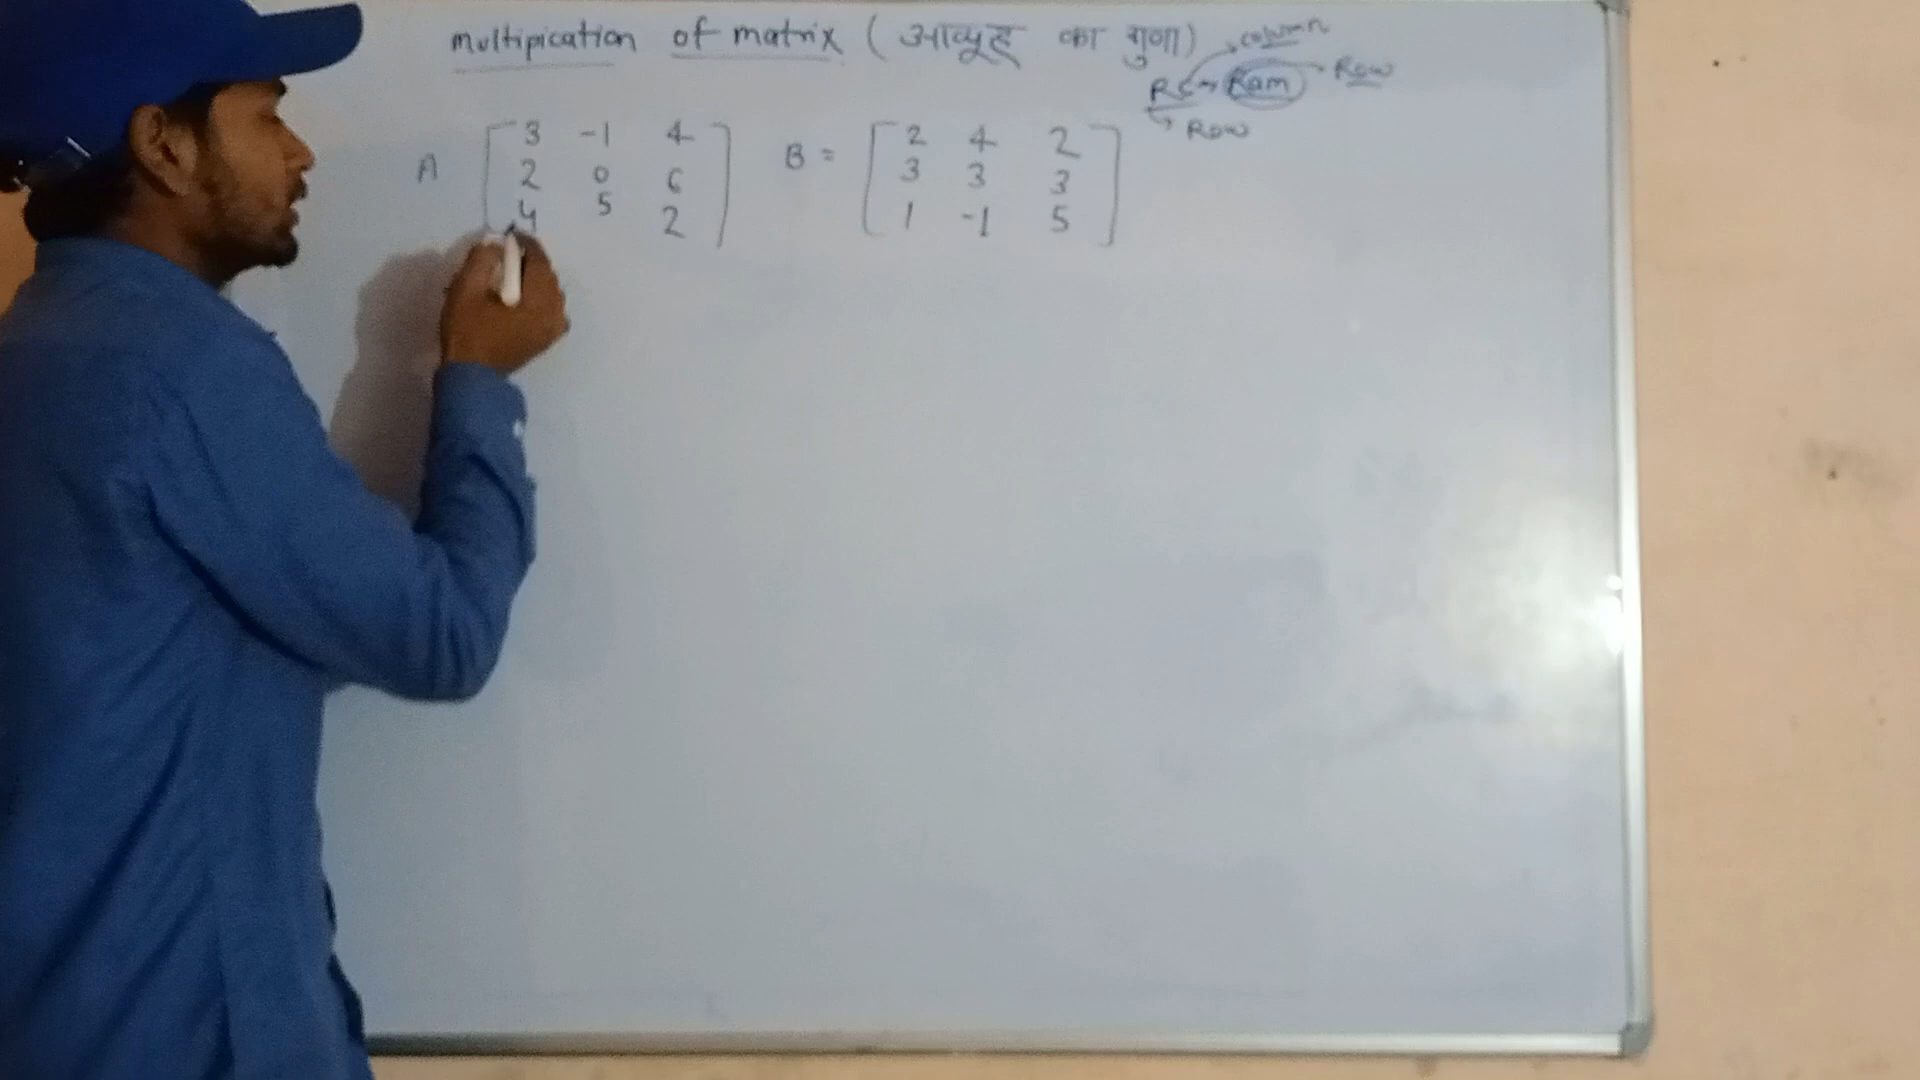 multipication of matrix (आव्यूह का गुणा)
column
RC → Ram → Row
→ Row
A [ 3 -1 4
2 0 6
4 5 2 ]
B = [ 2 4 2
3 3 3
1 -1 5 ]